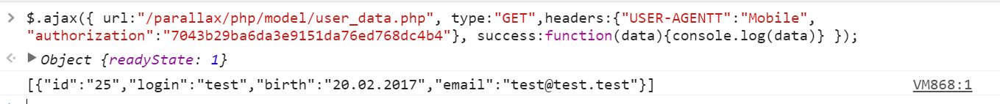 > $.ajax({ url:"/parallax/php/model/user_data.php", type:"GET",headers:{"USER-AGENTT":"Mobile",
"authorization":"7043b29ba6da3e9151da76ed768dc4b4"}, success:function(data){console.log(data)} });
Object {readyState: 1}
[{"id":"25","login":"test","birth":"20.02.2017","email":"test@test.test"}] VM868:1